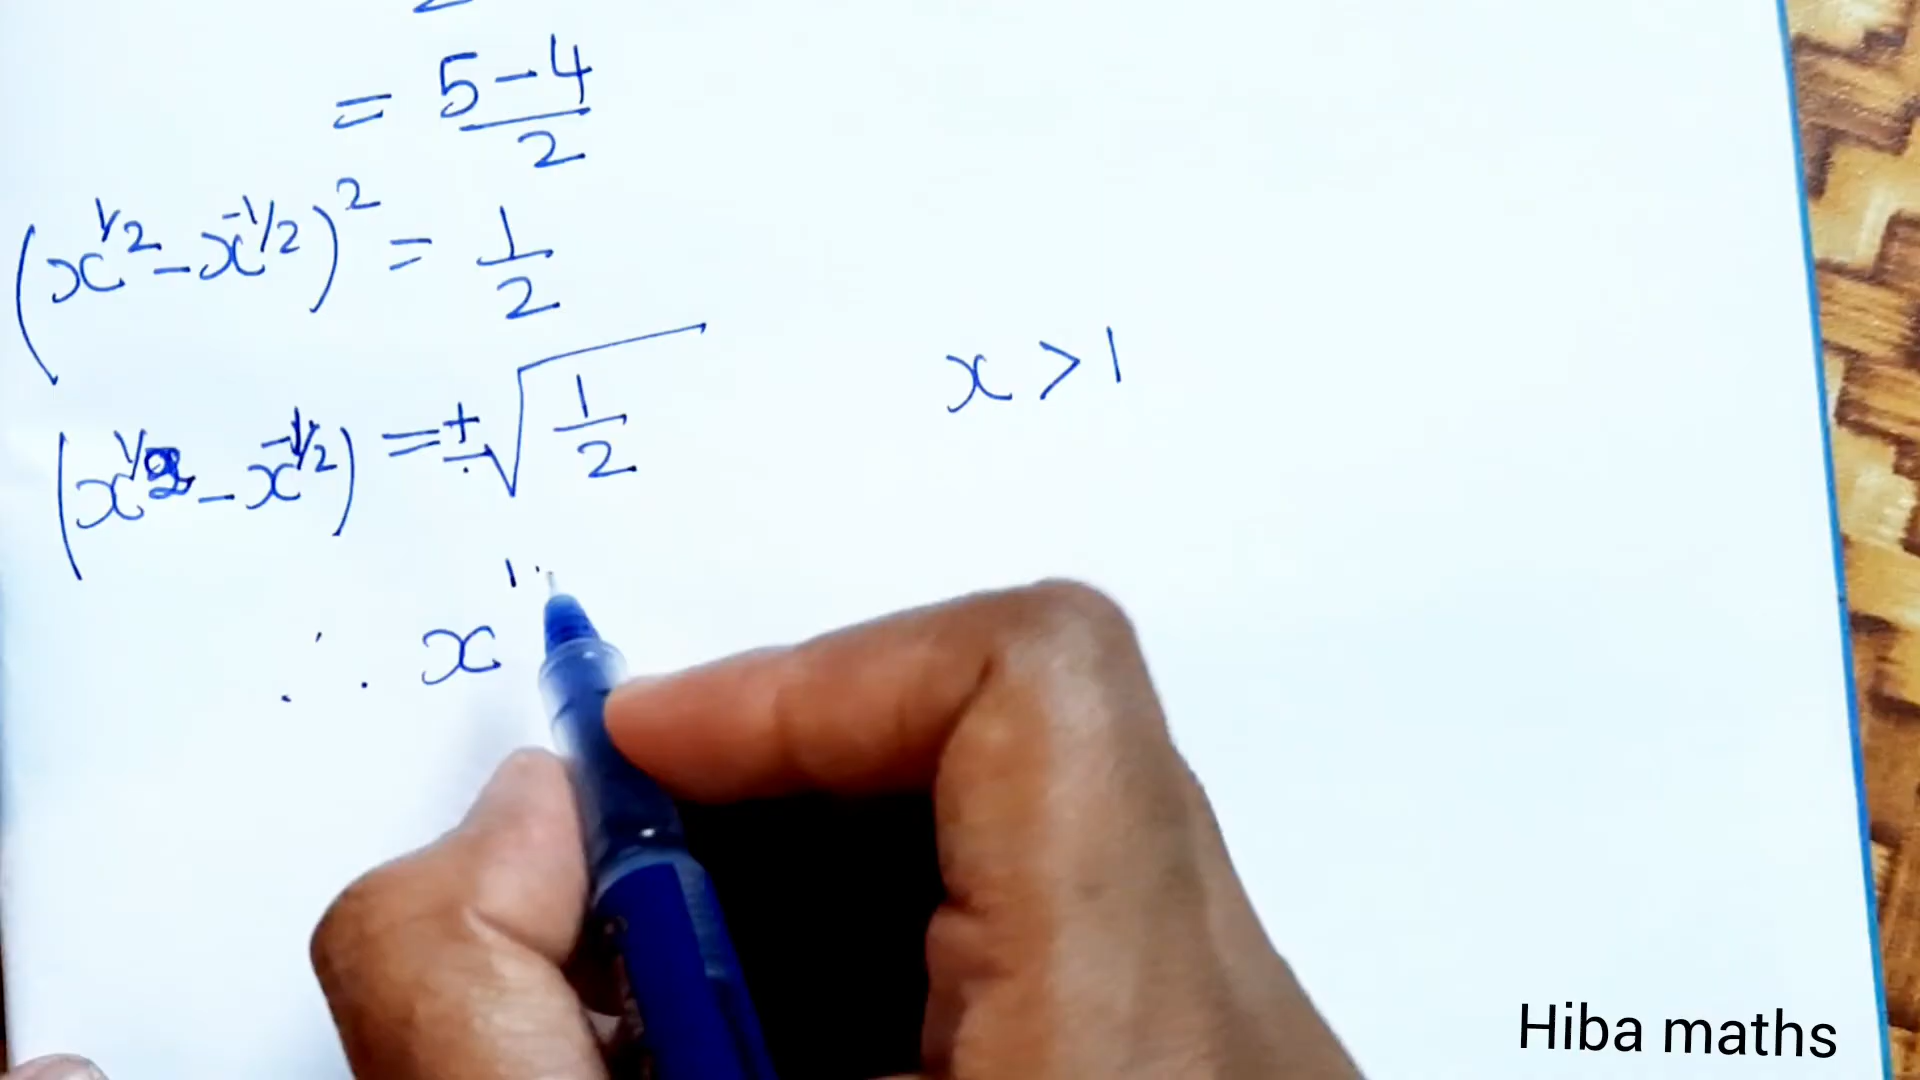 = 5-4/2
(x^1/2 - x^-1/2)^2 = 1/2
(x^1/2 - x^-1/2) = ±√1/2
x > 1
∴ x^1
Hiba maths